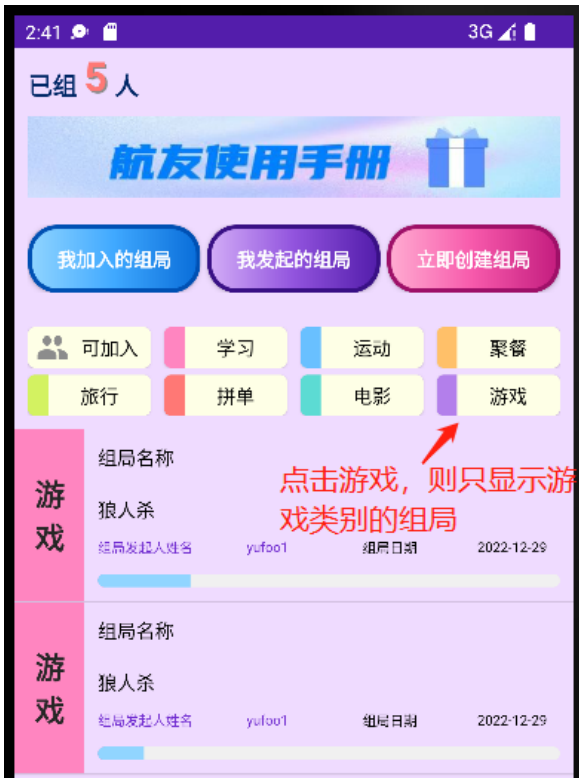 2:41 3G
已组5人
航友使用手册
我加入的组局 我发起的组局 立即创建组局
可加入 学习 运动 聚餐
旅行 拼单 电影 游戏
点击游戏，则只显示游
戏类别的组局
游戏
组局名称
狼人杀
组局发起人姓名 yufoo1 组局日期 2022-12-29
游戏
组局名称
狼人杀
组局发起人姓名 yufoo1 组局日期 2022-12-29